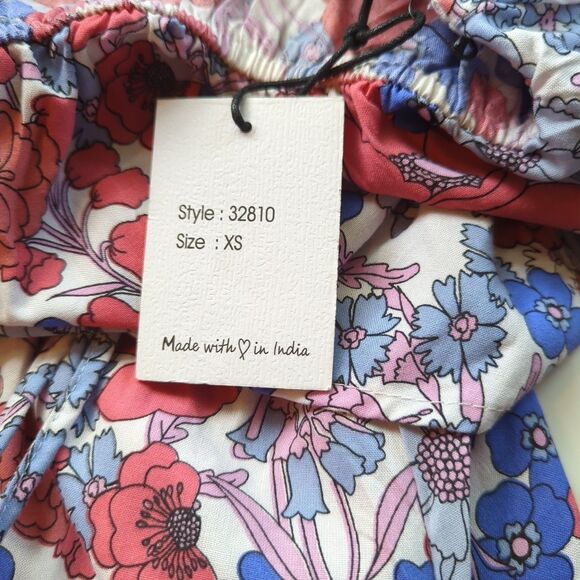 Style : 32810
Size : XS
Made with ♡ in India